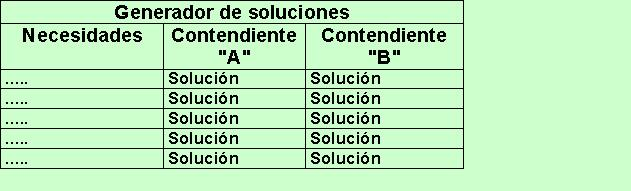 Generador de soluciones
Necesidades Contendiente "A" Contendiente "B"
..... Solución Solución
..... Solución Solución
..... Solución Solución
..... Solución Solución
..... Solución Solución